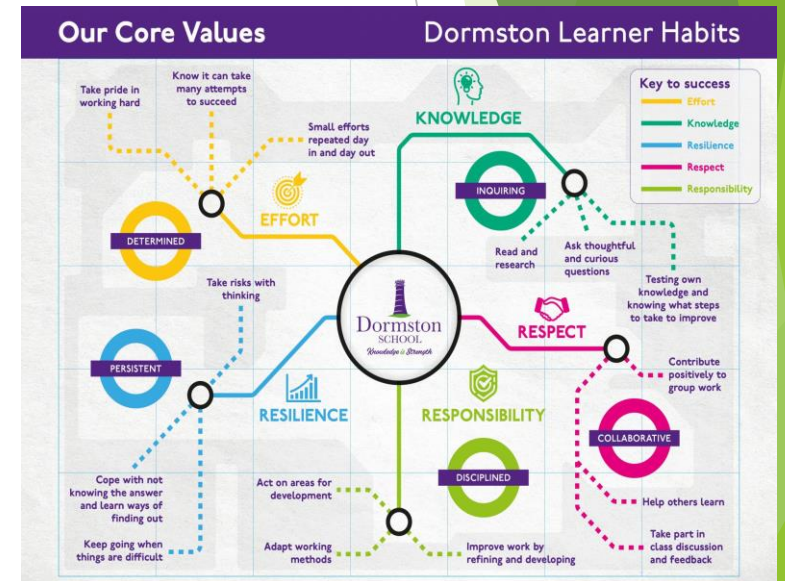 Our Core Values
Dormston Learner Habits
Take pride in
working hard
Know it can take
many attempts
to succeed
Small efforts
repeated day
in and day out
EFFORT
DETERMINED
KNOWLEDGE
INQUIRING
Read and
research
Ask thoughtful
and curious
questions
Testing own
knowledge and
knowing what steps
to take to improve
Key to success
Effort
Knowledge
Resilience
Respect
Responsibility
Take risks with
thinking
PERSISTENT
RESILIENCE
Cope with not
knowing the answer
and learn ways of
finding out
Keep going when
things are difficult
Dormston
SCHOOL
Knowledge is Strength
RESPECT
Contribute
positively to
group work
COLLABORATIVE
Help others learn
Take part in
class discussion
and feedback
RESPONSIBILITY
DISCIPLINED
Act on areas for
development
Adapt working
methods
Improve work by
refining and developing